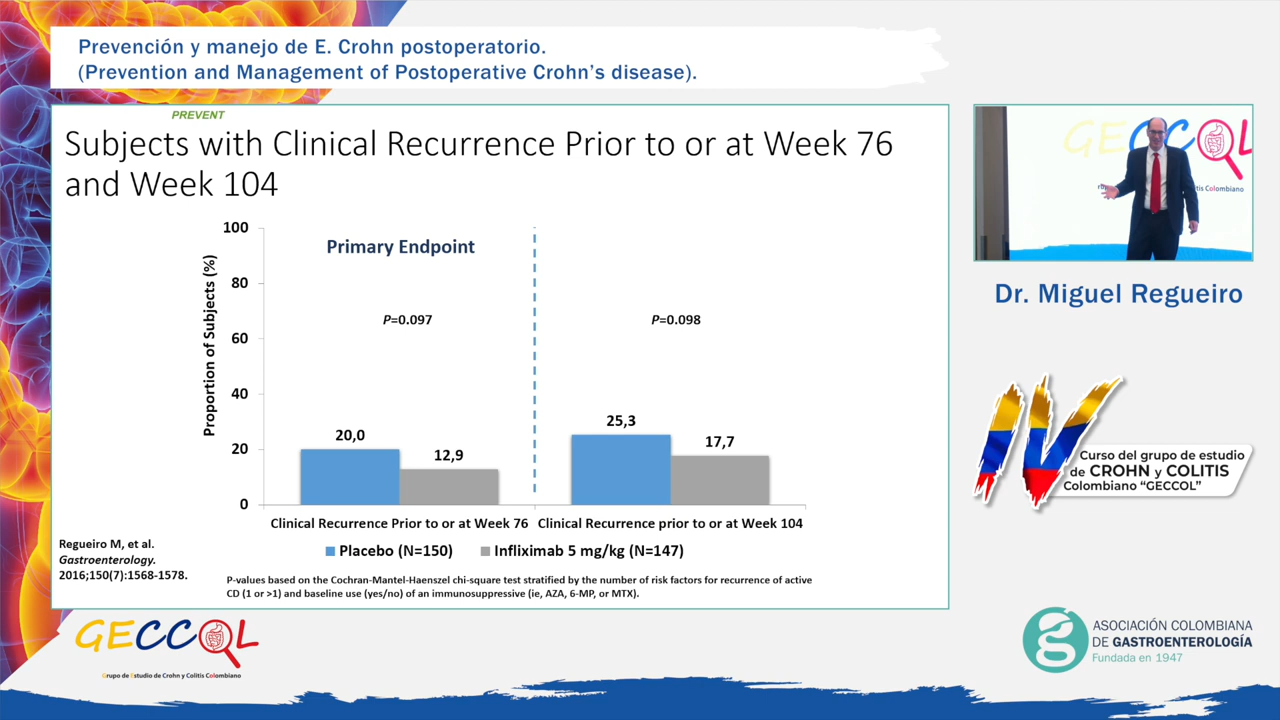 Prevención y manejo de E. Crohn postoperatorio.
(Prevention and Management of Postoperative Crohn's disease).
PREVENT
Subjects with Clinical Recurrence Prior to or at Week 76
and Week 104
Proportion of Subjects (%)
100
80
60
40
20
0
Primary Endpoint
P=0.097
P=0.098
20,0
12,9
25,3
17,7
Clinical Recurrence Prior to or at Week 76
Clinical Recurrence prior to or at Week 104
Placebo (N=150)
Infliximab 5 mg/kg (N=147)
Regueiro M, et al.
Gastroenterology.
2016;150(7):1568-1578.
P-values based on the Cochran-Mantel-Haenszel chi-square test stratified by the number of risk factors for recurrence of active
CD (1 or >1) and baseline use (yes/no) of an immunosuppressive (ie, AZA, 6-MP, or MTX).
GECCOL
Colombiano
Dr. Miguel Regueiro
IV
Curso del grupo de estudio
de CROHN y COLITIS
Colombiano "GECCOL"
GECCOL
Grupo de Estudio de Crohn y Colitis Colombiano
ASOCIACIÓN COLOMBIANA
DE GASTROENTEROLOGÍA
Fundada en 1947